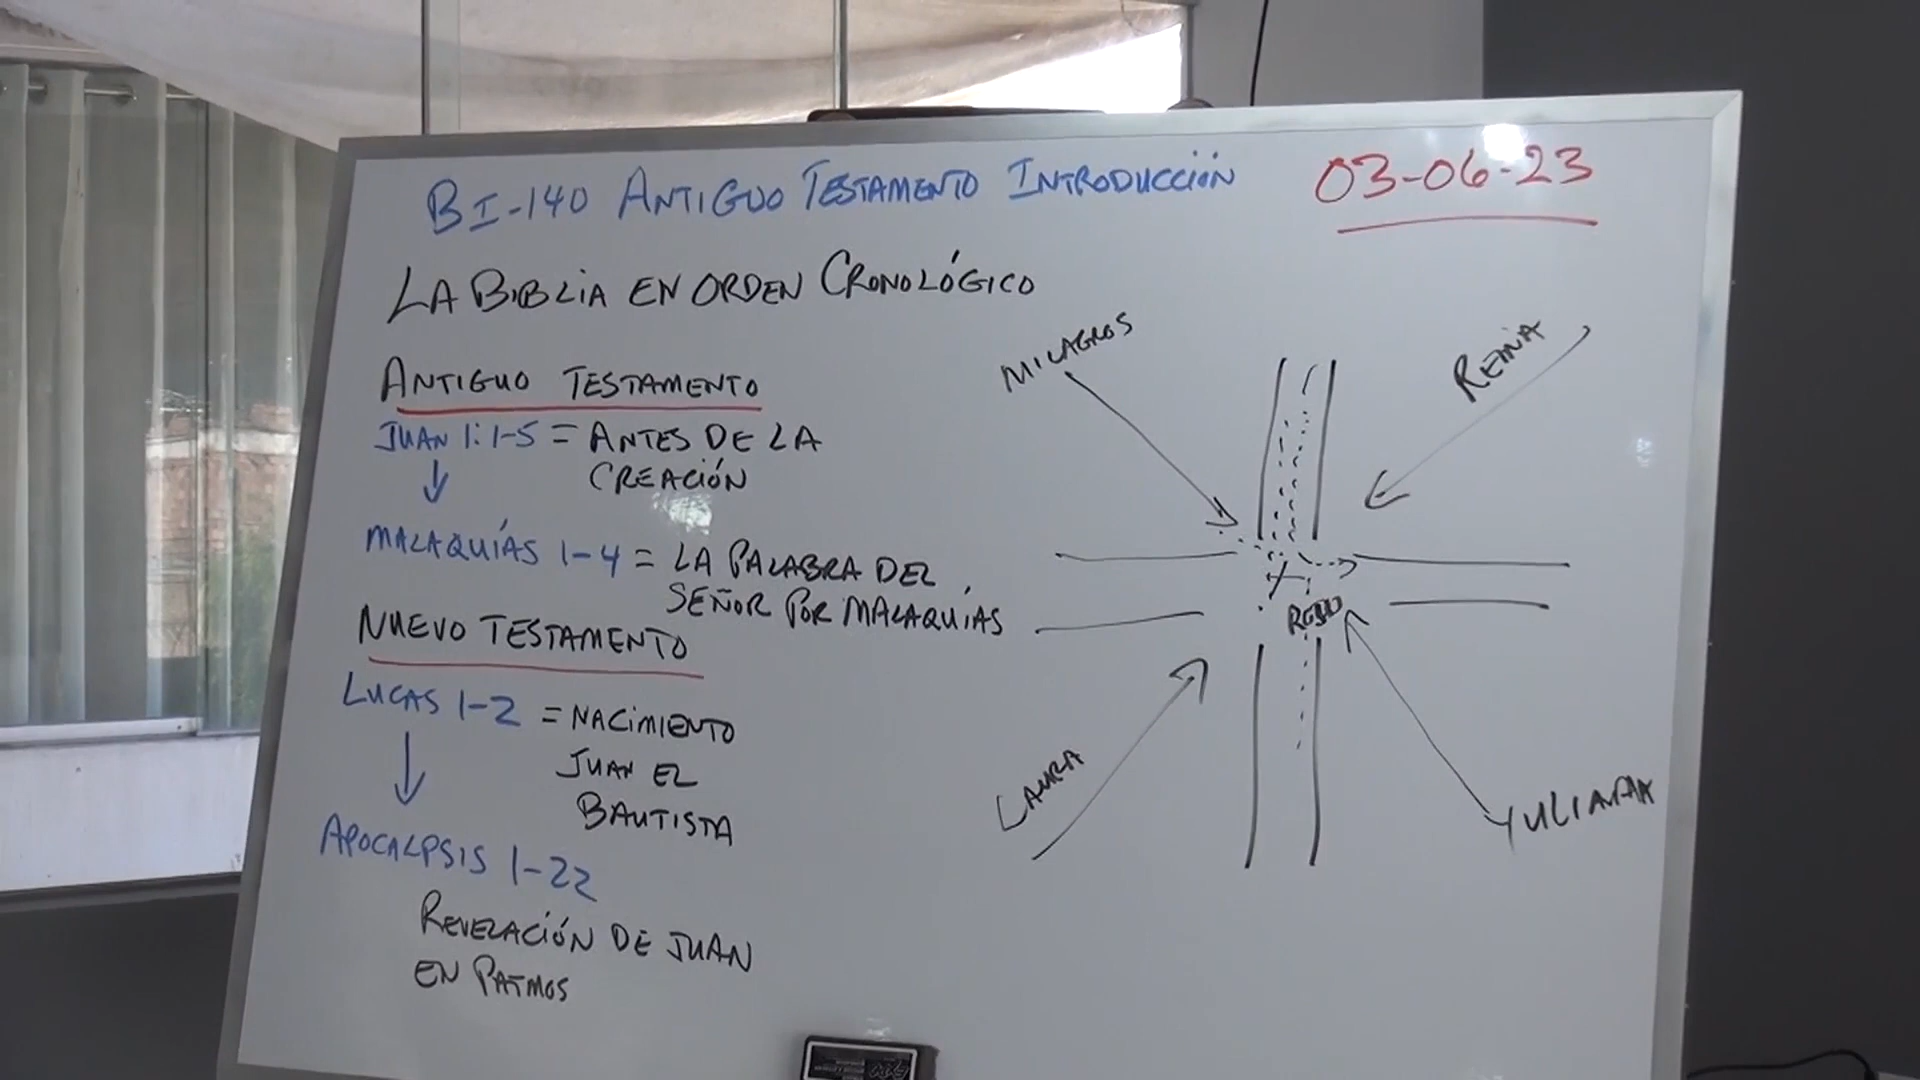 BI-140 ANTIGUO TESTAMENTO INTRODUCCIÓN 03-06-23
LA BIBLIA EN ORDEN CRONOLÓGICO
ANTIGUO TESTAMENTO
JUAN 1:1-5 = ANTES DE LA
CREACIÓN
MALAQUÍAS 1-4 = LA PALABRA DEL
SEÑOR POR MALAQUÍAS
NUEVO TESTAMENTO
LUCAS 1-2 = NACIMIENTO
JUAN EL
BAUTISTA
APOCALPSIS 1-22
REVELACIÓN DE JUAN
EN PATMOS
MILAGROS
REINA
LAURA